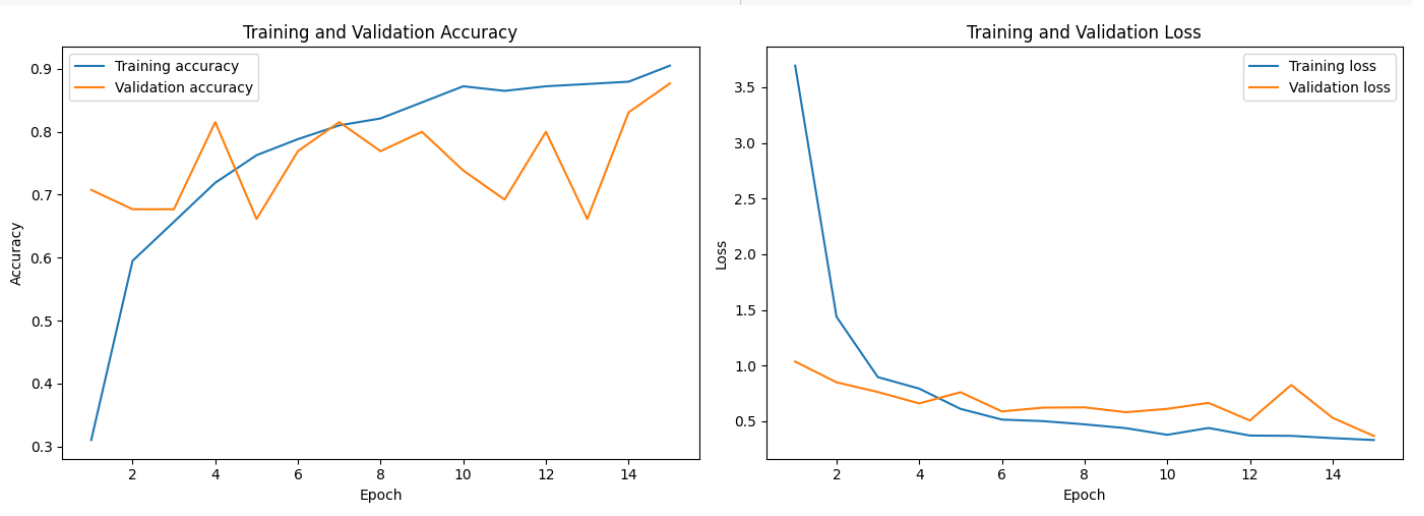 Training and Validation Accuracy
Training accuracy
Validation accuracy
0.9
0.8
0.7
0.6
0.5
0.4
0.3
Accuracy
2 4 6 8 10 12 14
Epoch
Training and Validation Loss
Training loss
Validation loss
3.5
3.0
2.5
2.0
1.5
1.0
0.5
Loss
2 4 6 8 10 12 14
Epoch